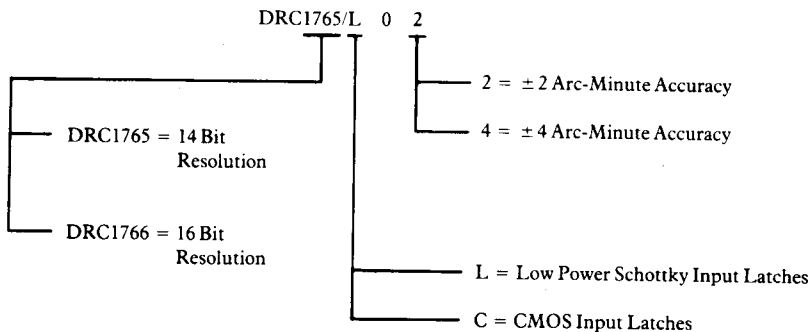 DRC1765/L 0 2
2 = ±2 Arc-Minute Accuracy
4 = ±4 Arc-Minute Accuracy
DRC1765 = 14 Bit
Resolution
DRC1766 = 16 Bit
Resolution
L = Low Power Schottky Input Latches
C = CMOS Input Latches